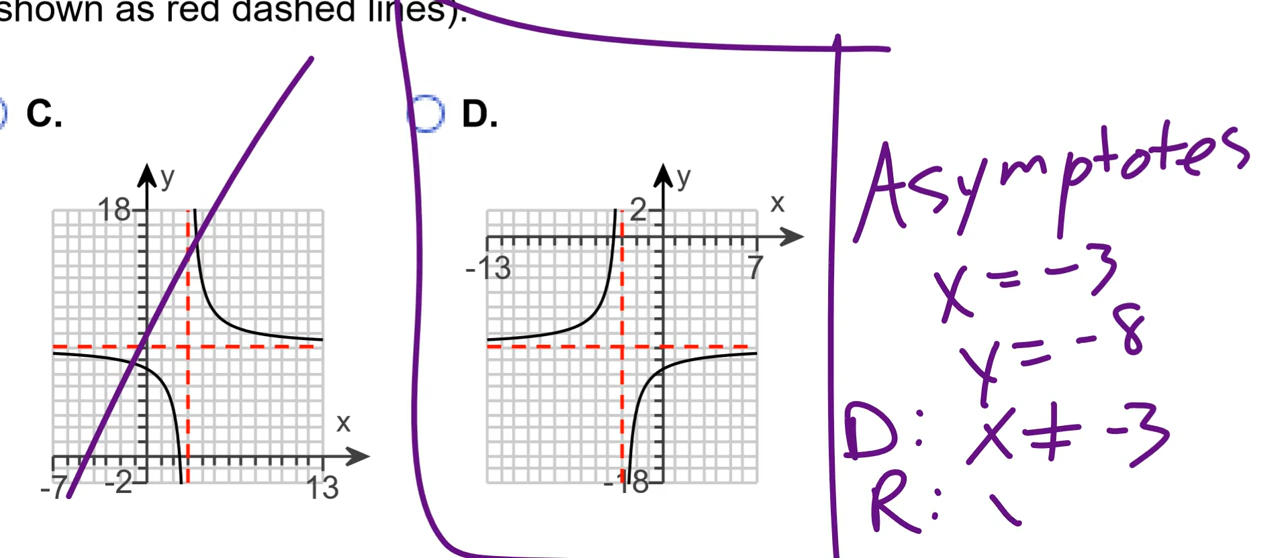 shown as red dashed lines).
C.
D.
y
18
x
-7
-2
13
y
2
x
-13
7
-18
Asymptotes
x = -3
y = -8
D: x ≠ -3
R: